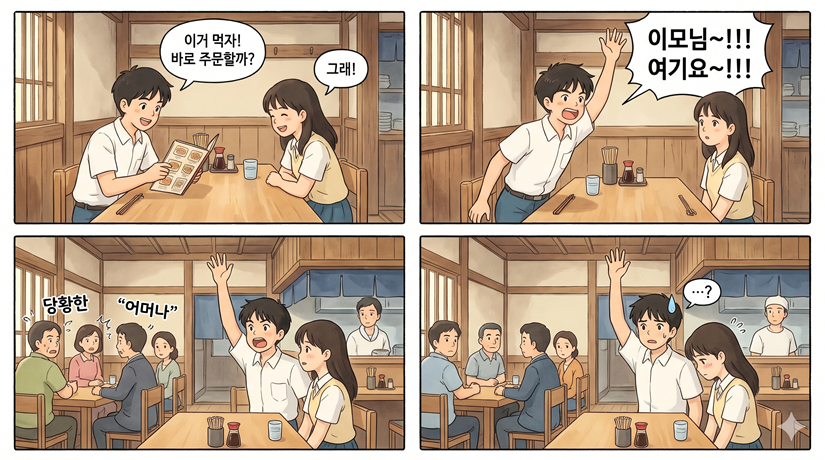 이거 먹자!
바로 주문할까?
그래!
이모님~!!!
여기요~!!!
당황한
“어머나”
...?